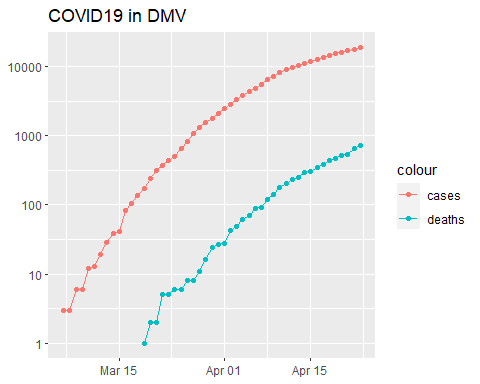 COVID19 in DMV
10000
1000
100
10
1
Mar 15
Apr 01
Apr 15
colour
cases
deaths